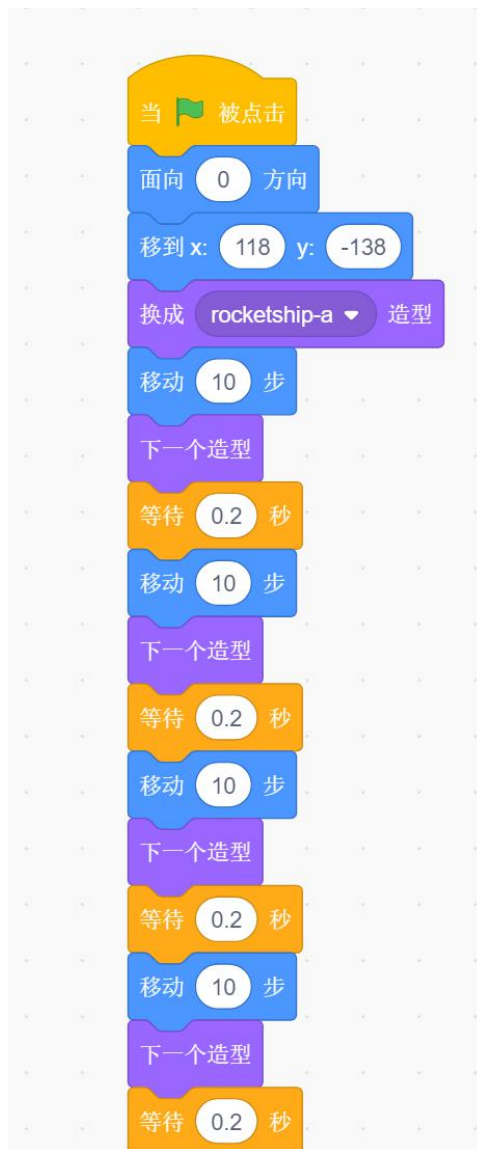 当 被点击
面向 0 方向
移到 x: 118 y: -138
换成 rocketship-a 造型
移动 10 步
下一个造型
等待 0.2 秒
移动 10 步
下一个造型
等待 0.2 秒
移动 10 步
下一个造型
等待 0.2 秒
移动 10 步
下一个造型
等待 0.2 秒